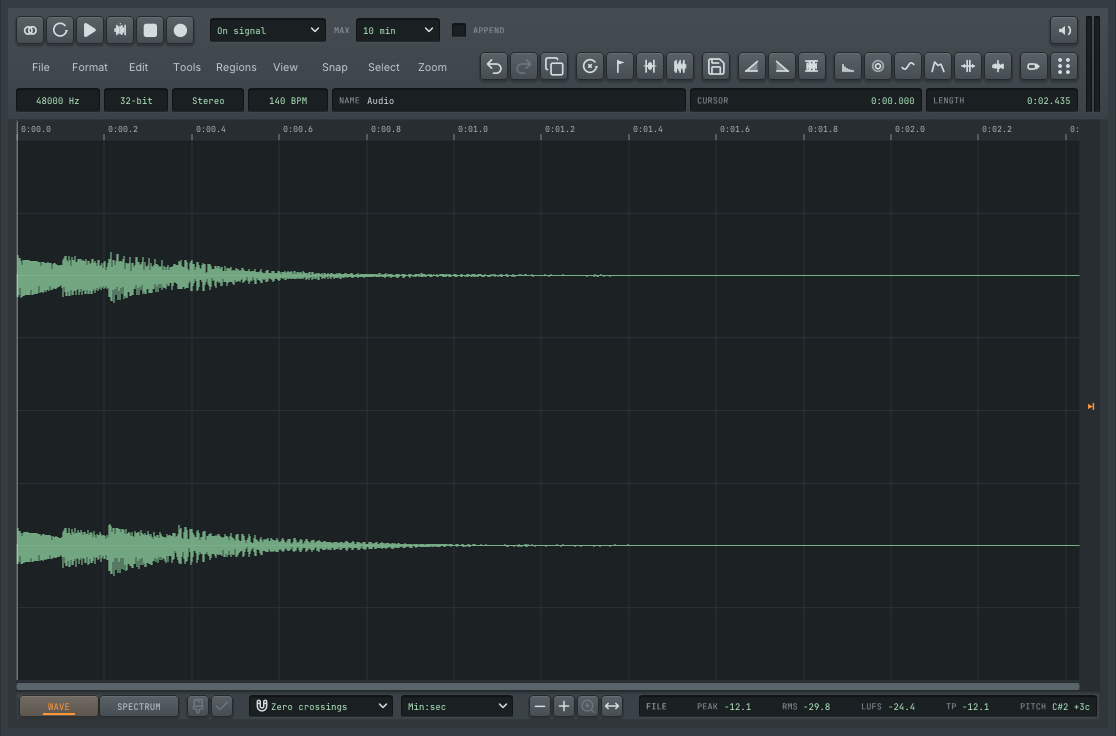 On signal MAX 10 min APPEND
File Format Edit Tools Regions View Snap Select Zoom
48000 Hz 32-bit Stereo 140 BPM NAME Audio CURSOR 0:00.000 LENGTH 0:02.435
0:00.0 0:00.2 0:00.4 0:00.6 0:00.8 0:01.0 0:01.2 0:01.4 0:01.6 0:01.8 0:02.0 0:02.2 0:
WAVE SPECTRUM Zero crossings Min:sec FILE PEAK -12.1 RMS -29.8 LUFS -24.4 TP -12.1 PITCH C#2 +3c